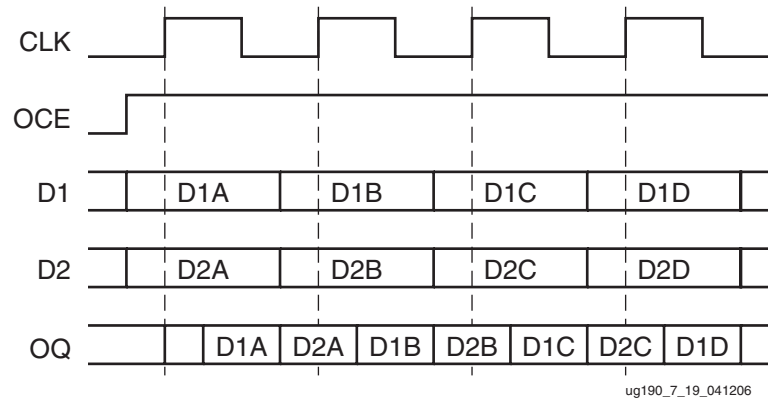 CLK
OCE
D1 D1A D1B D1C D1D
D2 D2A D2B D2C D2D
OQ D1A D2A D1B D2B D1C D2C D1D
ug190_7_19_041206